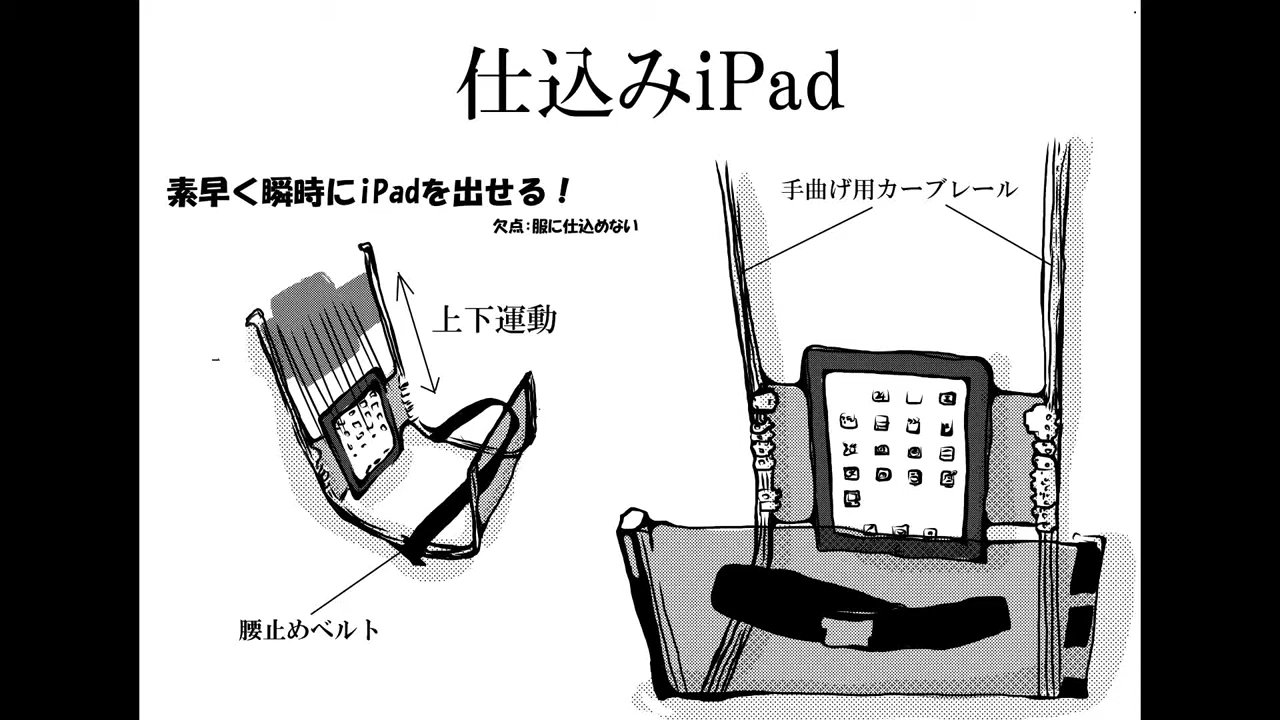 仕込みiPad
素早く瞬時にiPadを出せる！
欠点：服に仕込めない
手曲げ用カーブレール
上下運動
腰止めベルト